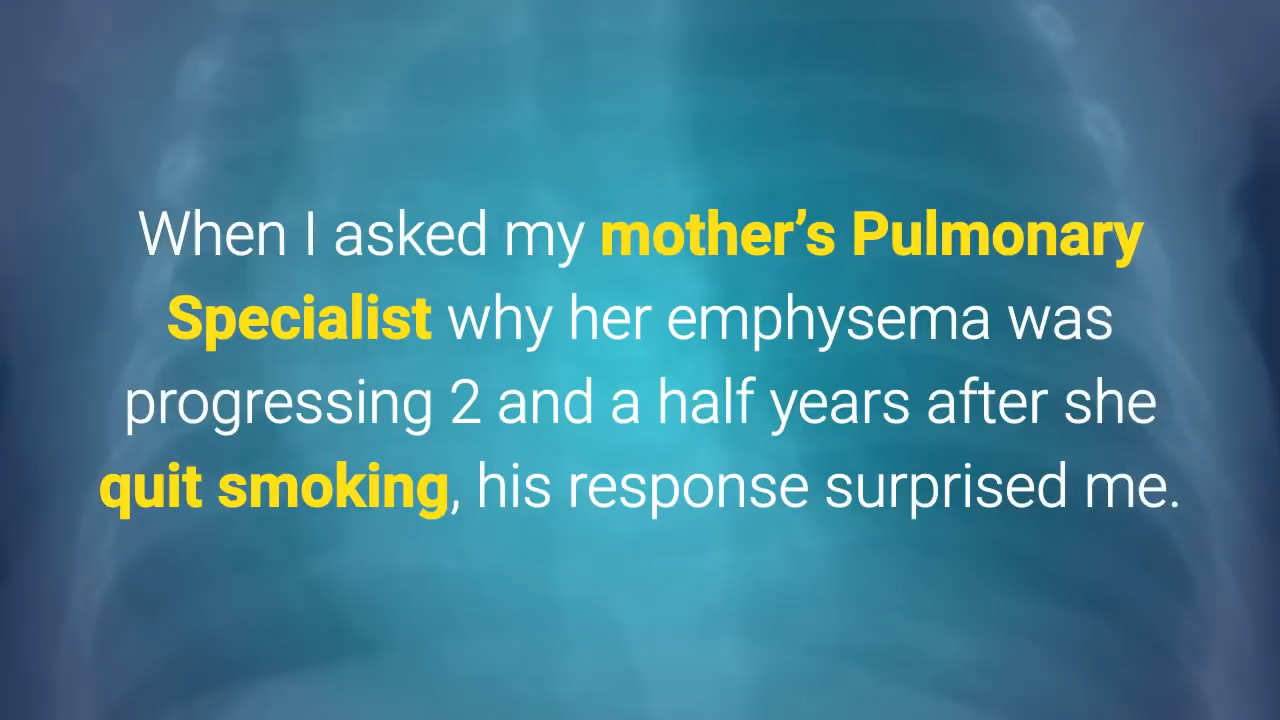 When I asked my mother’s Pulmonary
Specialist why her emphysema was
progressing 2 and a half years after she
quit smoking, his response surprised me.